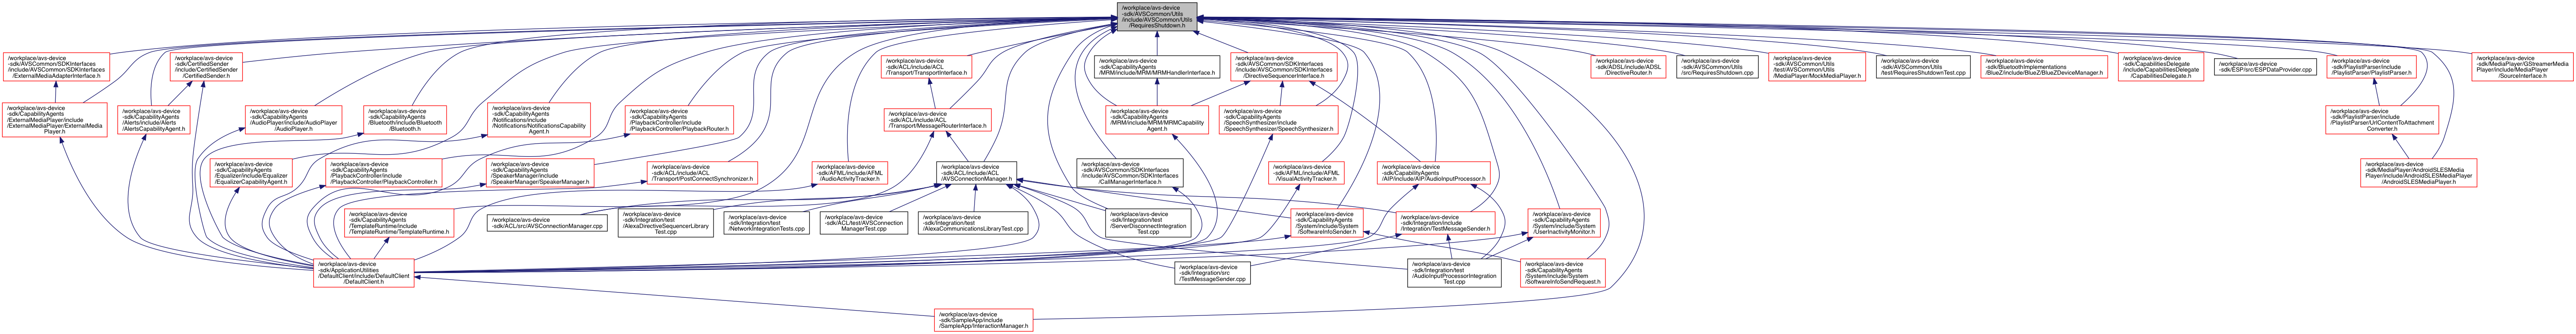 /workplace/avs-device
-sdk/AVSCommon/Utils
/include/AVSCommon/Utils
/RequiresShutdown.h
/workplace/avs-device
-sdk/AVSCommon/SDKInterfaces
/include/AVSCommon/SDKInterfaces
/ExternalMediaAdapterInterface.h
/workplace/avs-device
-sdk/CertifiedSender
/include/CertifiedSender
/CertifiedSender.h
/workplace/avs-device
-sdk/ACL/include/ACL
/Transport/TransportInterface.h
/workplace/avs-device
-sdk/CapabilityAgents
/MRM/include/MRM/MRMHandlerInterface.h
/workplace/avs-device
-sdk/AVSCommon/SDKInterfaces
/include/AVSCommon/SDKInterfaces
/DirectiveSequencerInterface.h
/workplace/avs-device
-sdk/ADSL/include/ADSL
/DirectiveRouter.h
/workplace/avs-device
-sdk/AVSCommon/Utils
/src/RequiresShutdown.cpp
/workplace/avs-device
-sdk/AVSCommon/Utils
/test/AVSCommon/Utils
/MediaPlayer/MockMediaPlayer.h
/workplace/avs-device
-sdk/AVSCommon/Utils
/test/RequiresShutdownTest.cpp
/workplace/avs-device
-sdk/BluetoothImplementations
/BlueZ/include/BlueZ/BlueZDeviceManager.h
/workplace/avs-device
-sdk/CapabilitiesDelegate
/include/CapabilitiesDelegate
/CapabilitiesDelegate.h
/workplace/avs-device
-sdk/ESP/src/ESPDataProvider.cpp
/workplace/avs-device
-sdk/PlaylistParser/include
/PlaylistParser/PlaylistParser.h
/workplace/avs-device
-sdk/MediaPlayer/GStreamerMedia
Player/include/MediaPlayer
/SourceInterface.h
/workplace/avs-device
-sdk/CapabilityAgents
/ExternalMediaPlayer/include
/ExternalMediaPlayer/ExternalMedia
Player.h
/workplace/avs-device
-sdk/CapabilityAgents
/Alerts/include/Alerts
/AlertsCapabilityAgent.h
/workplace/avs-device
-sdk/CapabilityAgents
/AudioPlayer/include/AudioPlayer
/AudioPlayer.h
/workplace/avs-device
-sdk/CapabilityAgents
/Bluetooth/include/Bluetooth
/Bluetooth.h
/workplace/avs-device
-sdk/CapabilityAgents
/Notifications/include
/Notifications/NotificationsCapability
Agent.h
/workplace/avs-device
-sdk/CapabilityAgents
/PlaybackController/include
/PlaybackController/PlaybackRouter.h
/workplace/avs-device
-sdk/ACL/include/ACL
/Transport/MessageRouterInterface.h
/workplace/avs-device
-sdk/CapabilityAgents
/MRM/include/MRM/MRMCapability
Agent.h
/workplace/avs-device
-sdk/CapabilityAgents
/SpeechSynthesizer/include
/SpeechSynthesizer/SpeechSynthesizer.h
/workplace/avs-device
-sdk/PlaylistParser/include
/PlaylistParser/UrlContentToAttachment
Converter.h
/workplace/avs-device
-sdk/CapabilityAgents
/Equalizer/include/Equalizer
/EqualizerCapabilityAgent.h
/workplace/avs-device
-sdk/CapabilityAgents
/PlaybackController/include
/PlaybackController/PlaybackController.h
/workplace/avs-device
-sdk/CapabilityAgents
/SpeakerManager/include
/SpeakerManager/SpeakerManager.h
/workplace/avs-device
-sdk/ACL/include/ACL
/Transport/PostConnectSynchronizer.h
/workplace/avs-device
-sdk/AFML/include/AFML
/AudioActivityTracker.h
/workplace/avs-device
-sdk/ACL/include/ACL
/AVSConnectionManager.h
/workplace/avs-device
-sdk/AVSCommon/SDKInterfaces
/include/AVSCommon/SDKInterfaces
/CallManagerInterface.h
/workplace/avs-device
-sdk/AFML/include/AFML
/VisualActivityTracker.h
/workplace/avs-device
-sdk/CapabilityAgents
/AIP/include/AIP/AudioInputProcessor.h
/workplace/avs-device
-sdk/MediaPlayer/AndroidSLESMedia
Player/include/AndroidSLESMediaPlayer
/AndroidSLESMediaPlayer.h
/workplace/avs-device
-sdk/CapabilityAgents
/TemplateRuntime/include
/TemplateRuntime/TemplateRuntime.h
/workplace/avs-device
-sdk/ACL/src/AVSConnectionManager.cpp
/workplace/avs-device
-sdk/Integration/test
/AlexaDirectiveSequencerLibrary
Test.cpp
/workplace/avs-device
-sdk/Integration/test
/NetworkIntegrationTests.cpp
/workplace/avs-device
-sdk/ACL/test/AVSConnection
ManagerTest.cpp
/workplace/avs-device
-sdk/Integration/test
/AlexaCommunicationsLibraryTest.cpp
/workplace/avs-device
-sdk/Integration/test
/ServerDisconnectIntegration
Test.cpp
/workplace/avs-device
-sdk/CapabilityAgents
/System/include/System
/SoftwareInfoSender.h
/workplace/avs-device
-sdk/Integration/include
/Integration/TestMessageSender.h
/workplace/avs-device
-sdk/CapabilityAgents
/System/include/System
/UserInactivityMonitor.h
/workplace/avs-device
-sdk/ApplicationUtilities
/DefaultClient/include/DefaultClient
/DefaultClient.h
/workplace/avs-device
-sdk/Integration/src
/TestMessageSender.cpp
/workplace/avs-device
-sdk/Integration/test
/AudioInputProcessorIntegration
Test.cpp
/workplace/avs-device
-sdk/CapabilityAgents
/System/include/System
/SoftwareInfoSendRequest.h
/workplace/avs-device
-sdk/SampleApp/include
/SampleApp/InteractionManager.h